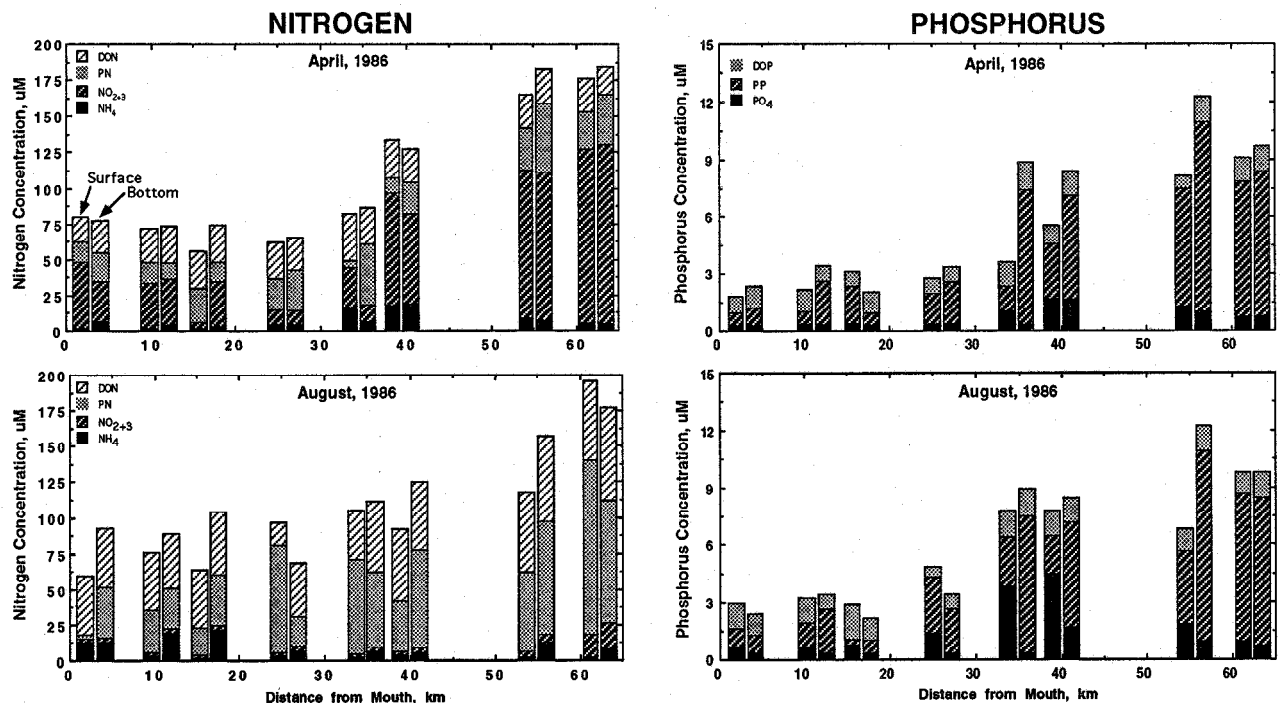 NITROGEN
200
175
150
125
100
75
50
25
0
Nitrogen Concentration, uM
DON
PN
NO2+3
NH4
April, 1986
Surface
Bottom
0 10 20 30 40 50 60
200
175
150
125
100
75
50
25
0
Nitrogen Concentration, uM
DON
PN
NO2+3
NH4
August, 1986
0 10 20 30 40 50 60
Distance from Mouth, km
PHOSPHORUS
15
12
9
6
3
0
Phosphorus Concentration, uM
DOP
PP
PO4
April, 1986
0 10 20 30 40 50 60
15
12
9
6
3
0
Phosphorus Concentration, uM
August, 1986
0 10 20 30 40 50 60
Distance from Mouth, km